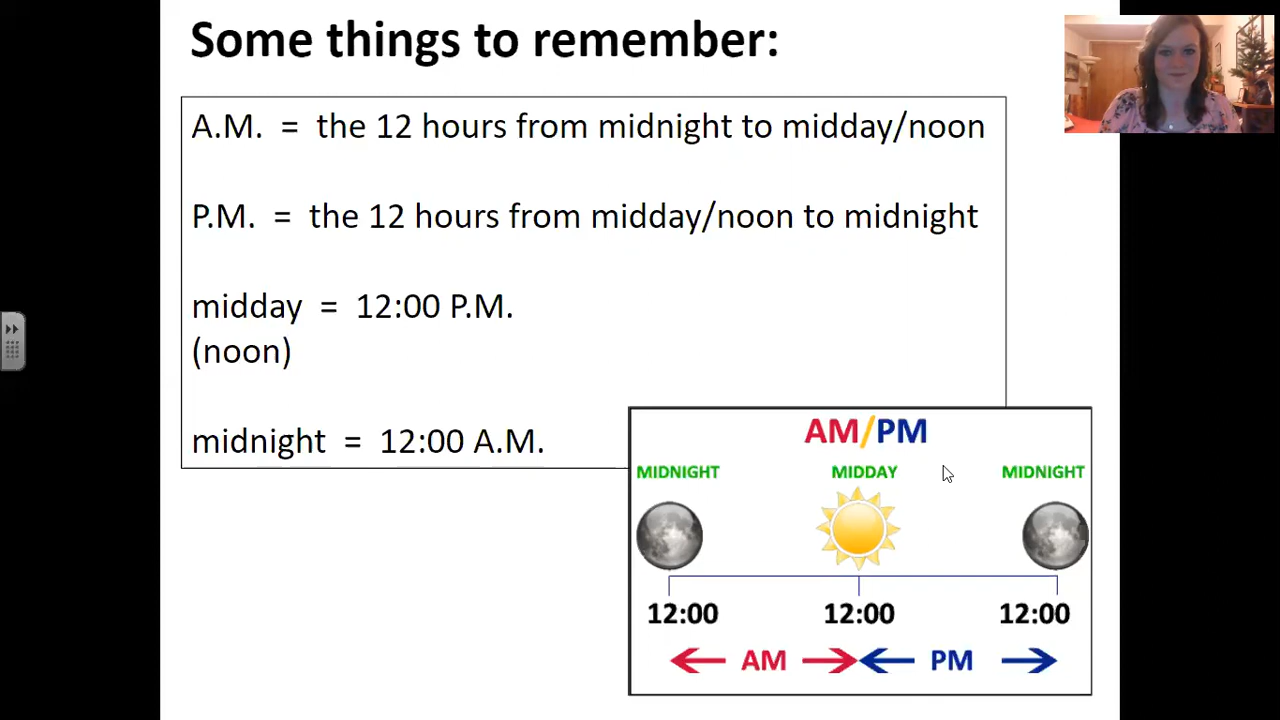 Some things to remember:
A.M. = the 12 hours from midnight to midday/noon
P.M. = the 12 hours from midday/noon to midnight
midday = 12:00 P.M.
(noon)
midnight = 12:00 A.M.
AM/PM
MIDNIGHT MIDDAY MIDNIGHT
12:00 12:00 12:00
AM PM